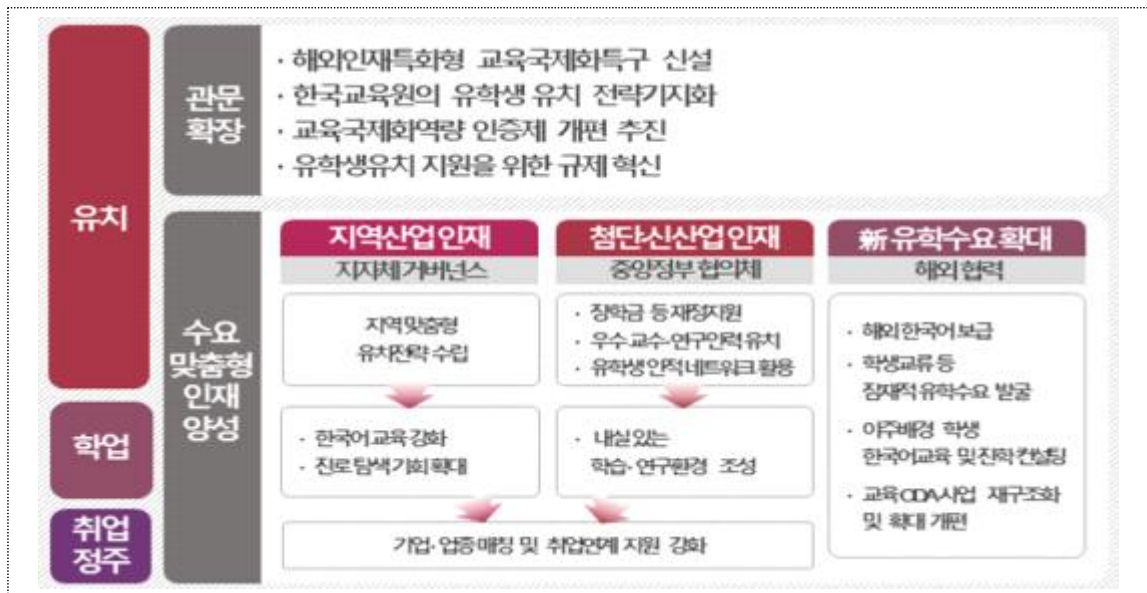 유치
관문
확장
· 해외인재특화형 교육국제화특구 신설
· 한국교육원의 유학생 유치 전략기지화
· 교육국제화역량 인증제 개편 추진
· 유학생유치 지원을 위한 규제 혁신
수요
맞춤형
인재
양성
지역산업 인재
지자체 거버넌스
지역 맞춤형
유치전략 수립
· 한국어 교육 강화
· 진로 탐색 기회 확대
첨단·신산업 인재
중앙정부 협의체
· 장학금 등 재정지원
· 우수 교수·연구인력 유치
· 유학생 인적 네트워크 활용
· 내실 있는
학습·연구환경 조성
新 유학수요 확대
해외 협력
· 해외 한국어 보급
· 학생교류 등
잠재적 유학수요 발굴
· 이주배경 학생
한국어교육 및 진학 컨설팅
· 교육 ODA 사업 재구조화
및 확대 개편
학업
취업
정주
기업·업종 매칭 및 취업연계 지원 강화